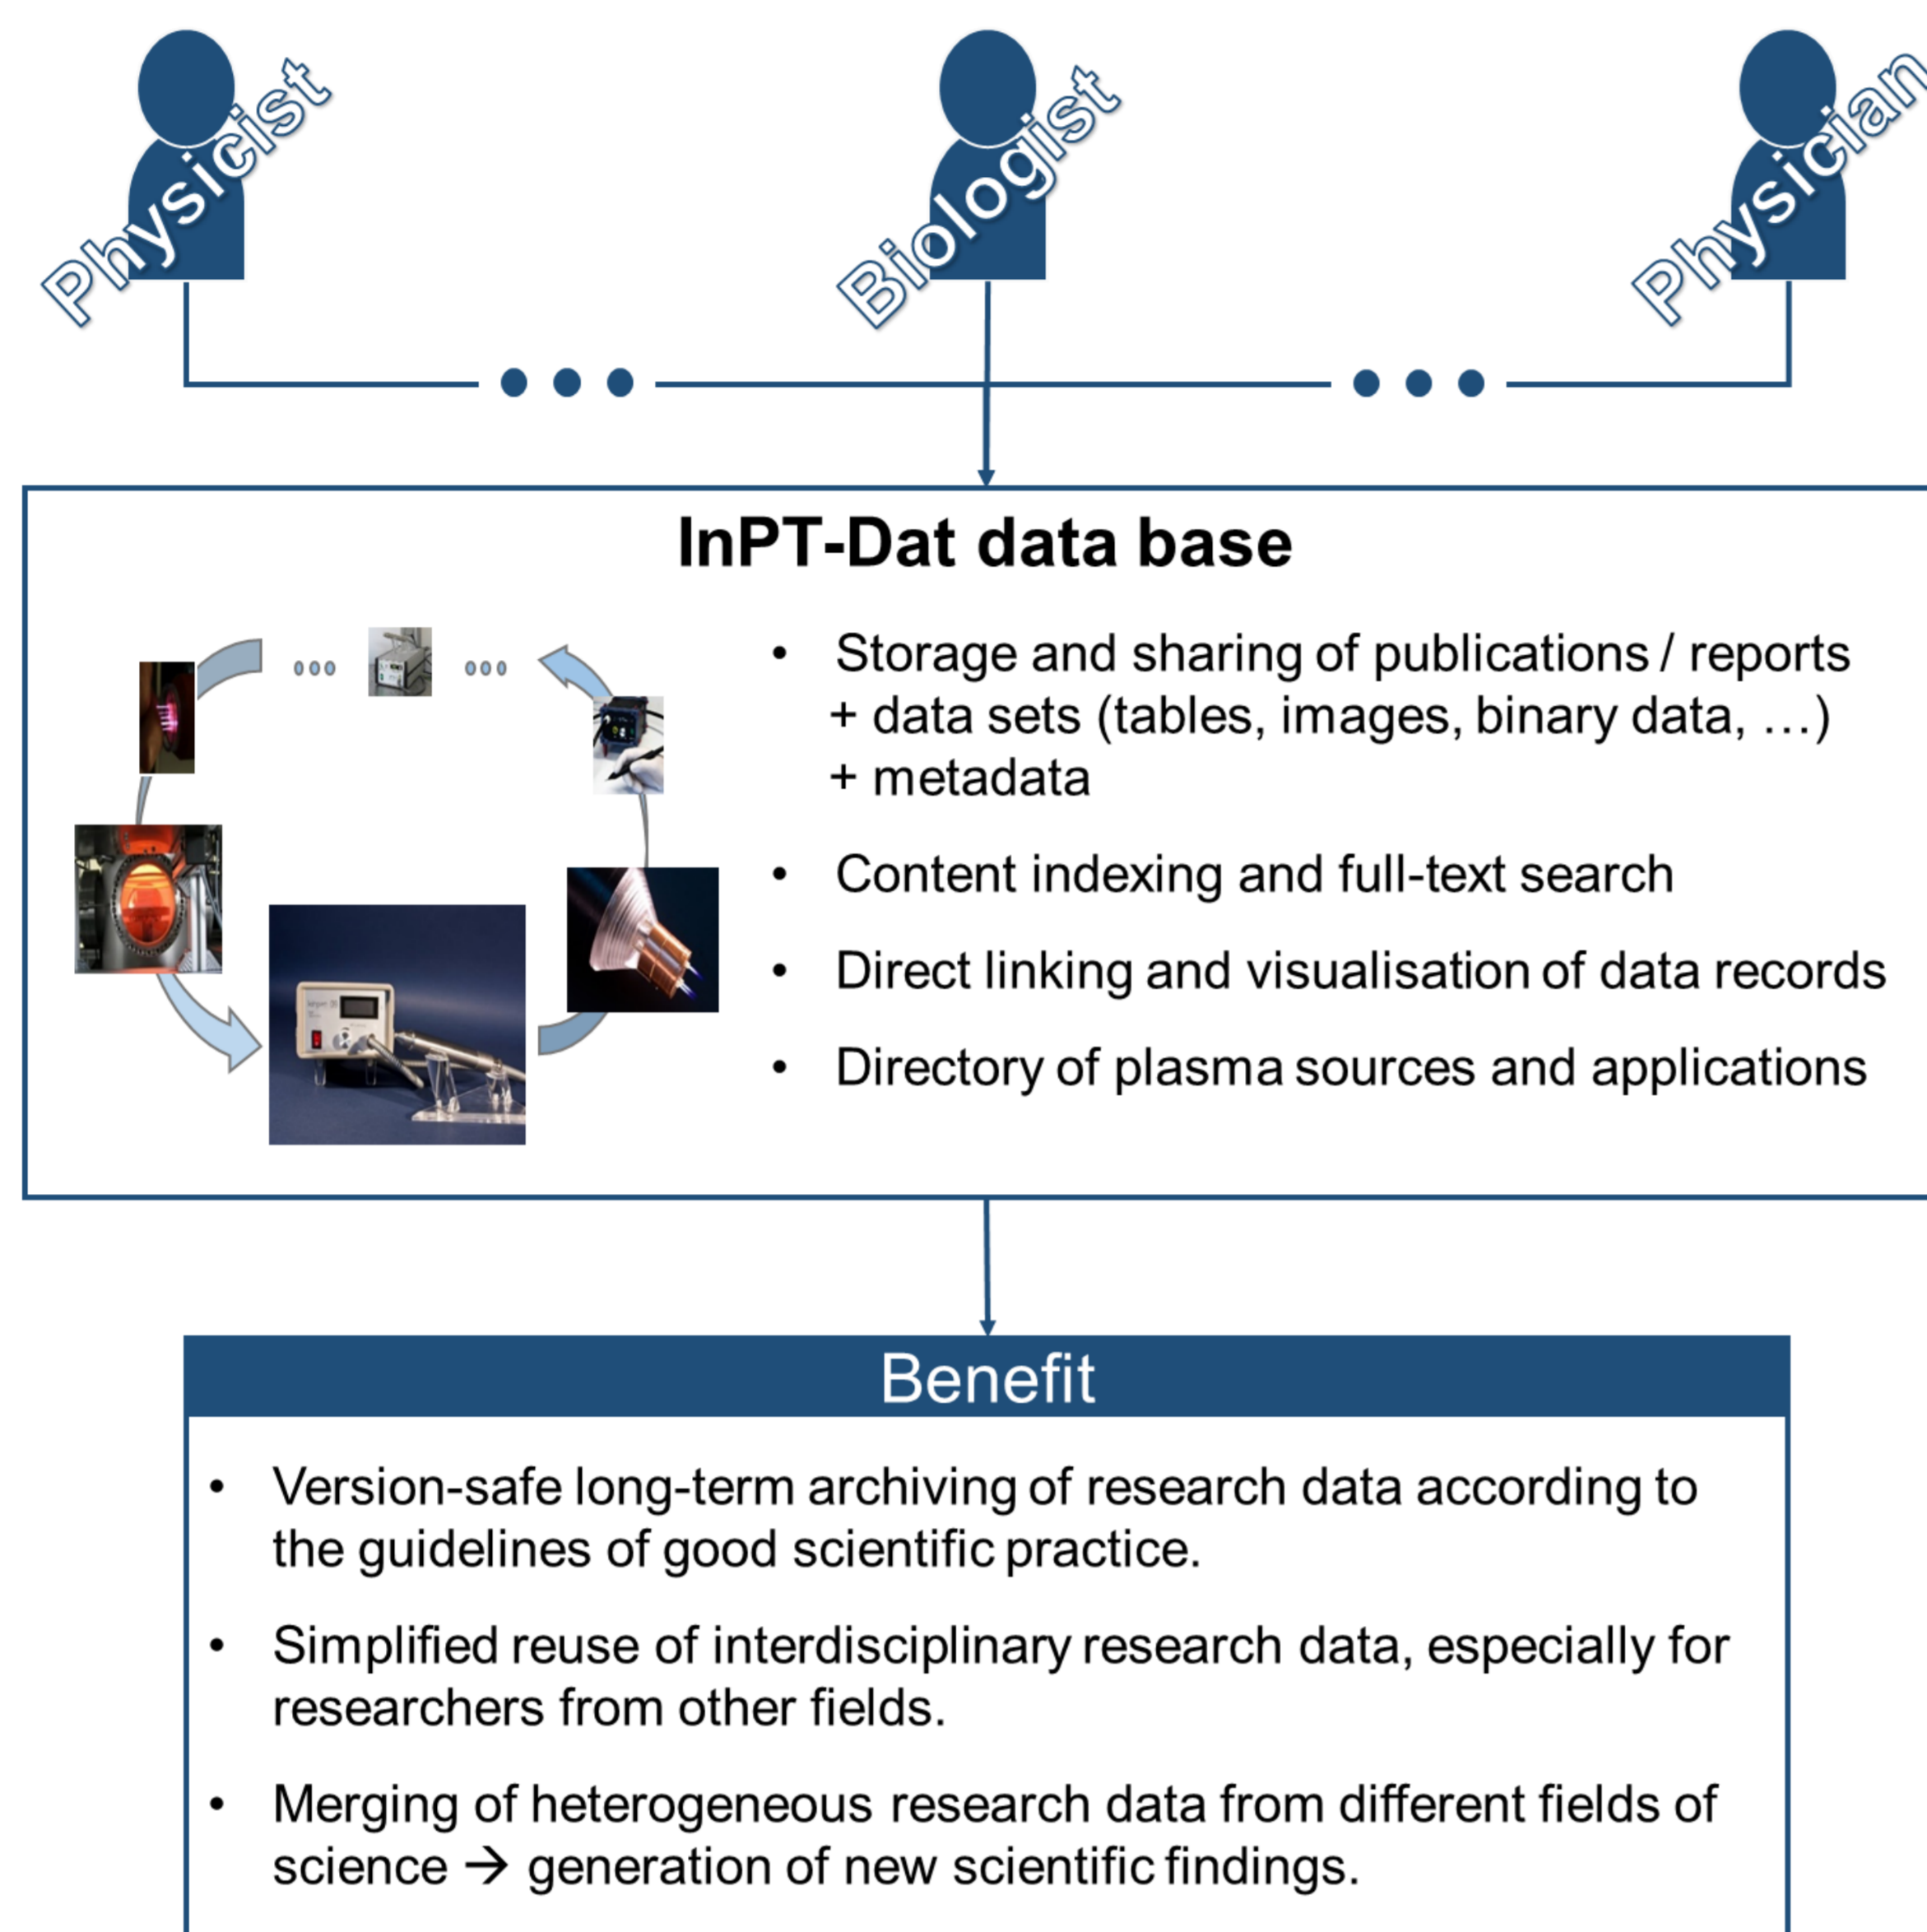 Physicist
Biologist
Physician
InPT-Dat data base
• Storage and sharing of publications / reports
+ data sets (tables, images, binary data, …)
+ metadata
• Content indexing and full-text search
• Direct linking and visualisation of data records
• Directory of plasma sources and applications
Benefit
• Version-safe long-term archiving of research data according to
the guidelines of good scientific practice.
• Simplified reuse of interdisciplinary research data, especially for
researchers from other fields.
• Merging of heterogeneous research data from different fields of
science → generation of new scientific findings.